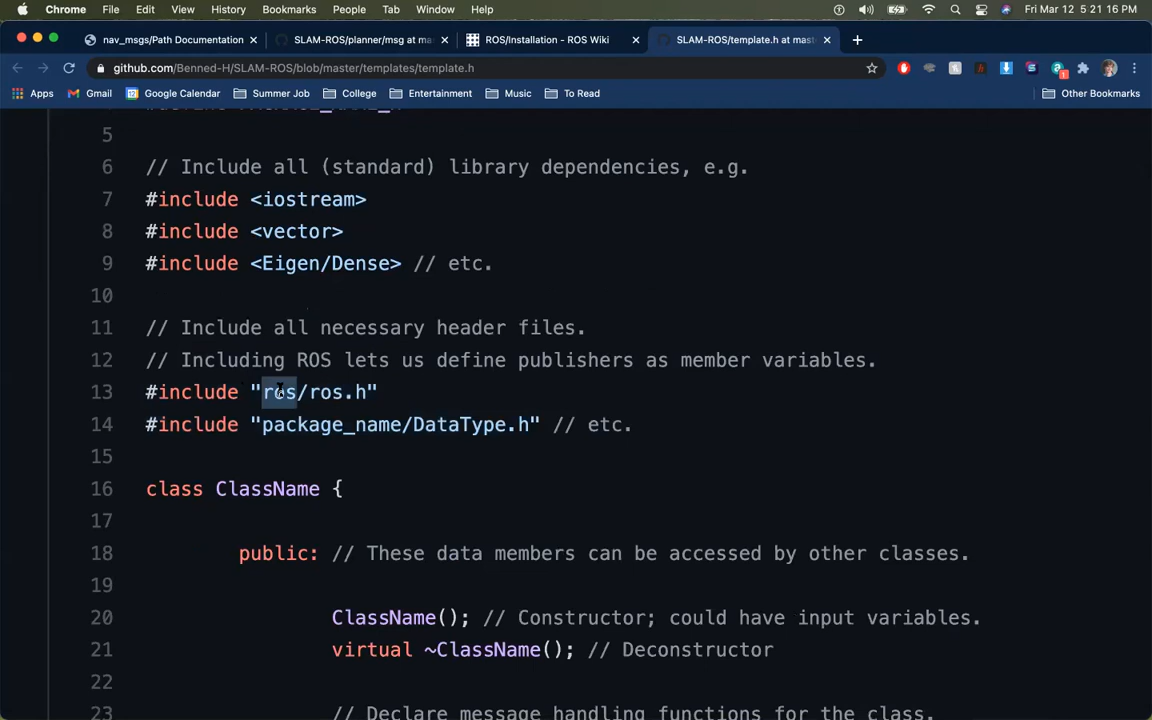 Chrome File Edit View History Bookmarks People Tab Window Help Fri Mar 12 5 21 16 PM
nav_msgs/Path Documentation SLAM-ROS/planner/msg at ma ROS/Installation - ROS Wiki SLAM-ROS/template.h at mast
github.com/Benned-H/SLAM-ROS/blob/master/templates/template.h
Apps Gmail Google Calendar Summer Job College Entertainment Music To Read Other Bookmarks
5
6 // Include all (standard) library dependencies, e.g.
7 #include <iostream>
8 #include <vector>
9 #include <Eigen/Dense> // etc.
10
11 // Include all necessary header files.
12 // Including ROS lets us define publishers as member variables.
13 #include "ros/ros.h"
14 #include "package_name/DataType.h" // etc.
15
16 class ClassName {
17
18 public: // These data members can be accessed by other classes.
19
20 ClassName(); // Constructor; could have input variables.
21 virtual ~ClassName(); // Deconstructor
22
23 // Declare message handling functions for the class.